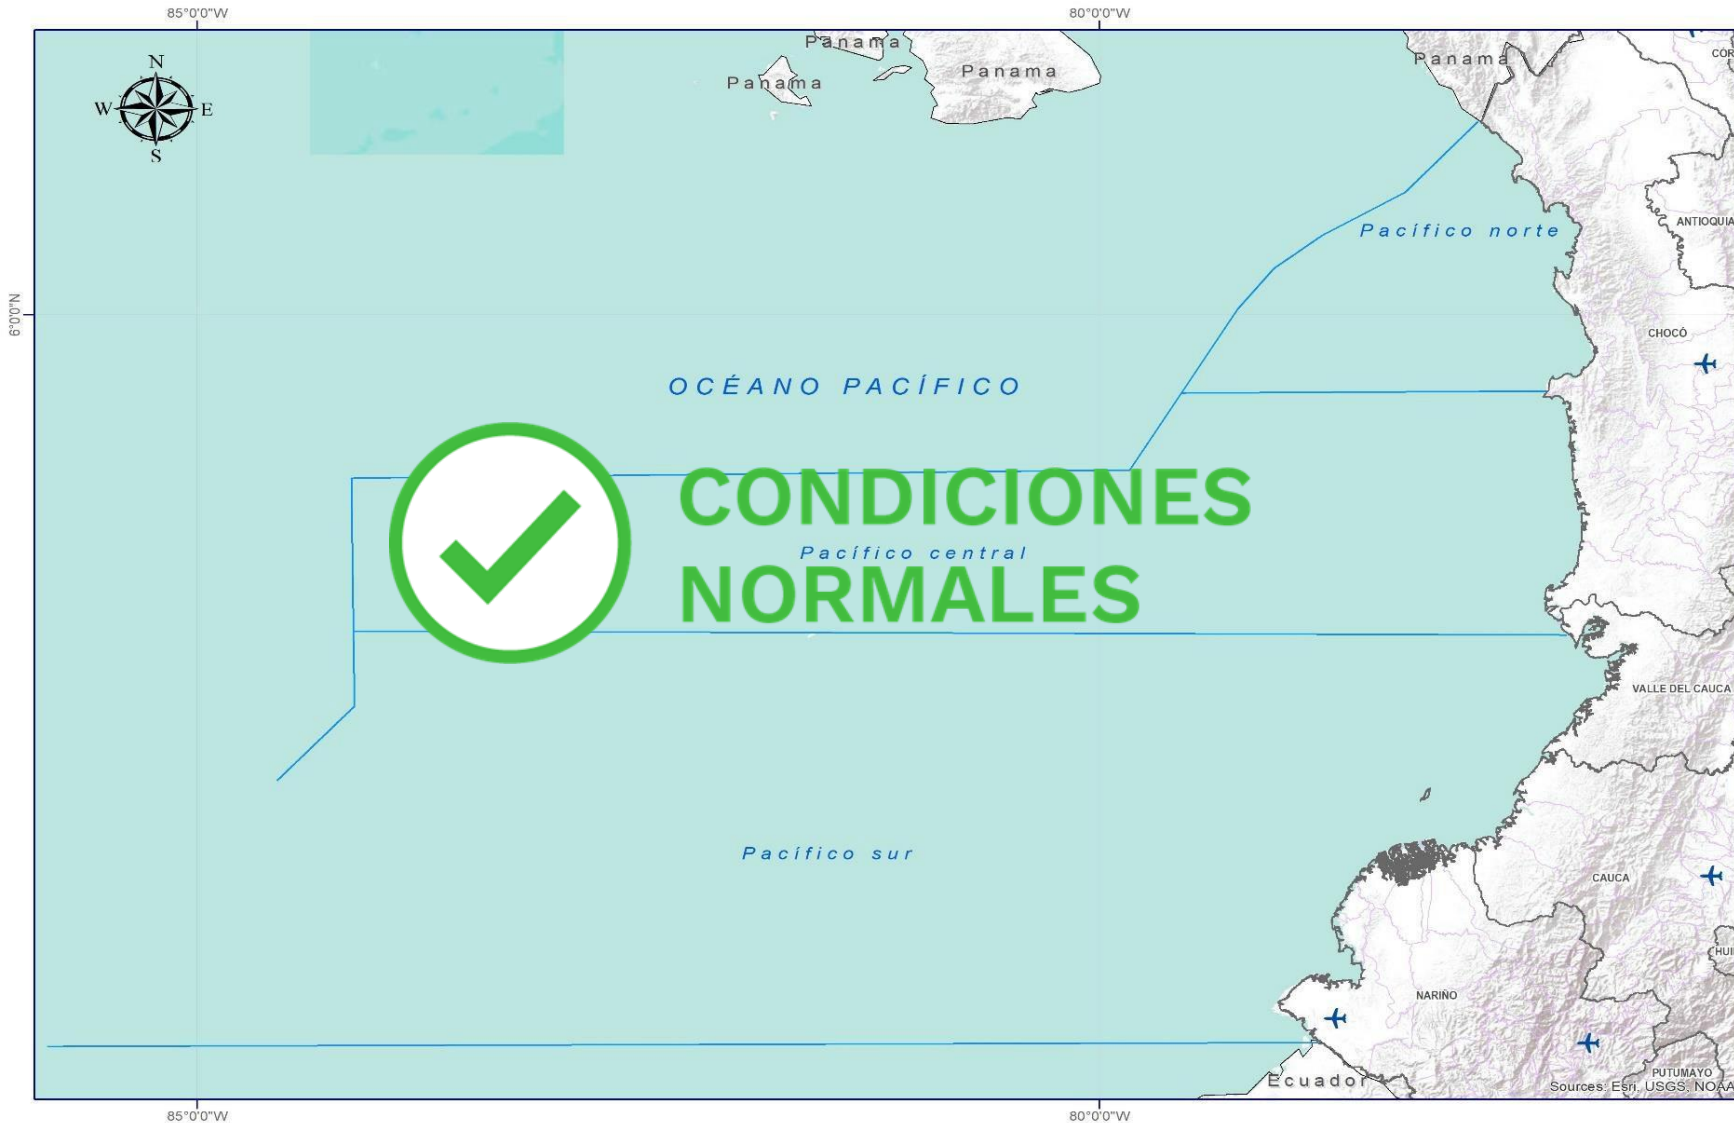 85°0'0"W
80°0'0"W
N
W
E
S
Panama
Panama
Panama
Panama
COR
Pacífico norte
ANTIOQUIA
6°0'0"N
CHOCÓ
OCÉANO PACÍFICO
CONDICIONES
Pacífico central
NORMALES
VALLE DEL CAUCA
Pacífico sur
CAUCA
HUI
NARIÑO
PUTUMAYO
Ecuador
Sources: Esri, USGS, NOAA
85°0'0"W
80°0'0"W